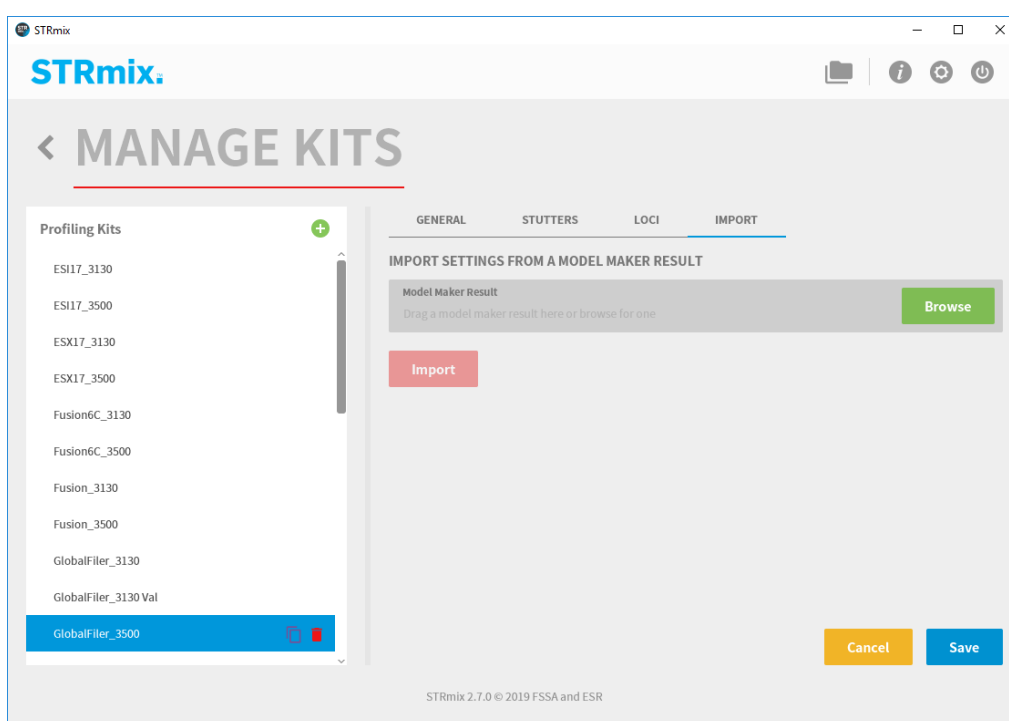 STRmix
STRmix
MANAGE KITS
Profiling Kits
ESI17_3130
ESI17_3500
ESX17_3130
ESX17_3500
Fusion6C_3130
Fusion6C_3500
Fusion_3130
Fusion_3500
GlobalFiler_3130
GlobalFiler_3130 Val
GlobalFiler_3500
GENERAL STUTTERS LOCI IMPORT
IMPORT SETTINGS FROM A MODEL MAKER RESULT
Model Maker Result
Drag a model maker result here or browse for one
Browse
Import
Cancel Save
STRmix 2.7.0 © 2019 FSSA and ESR